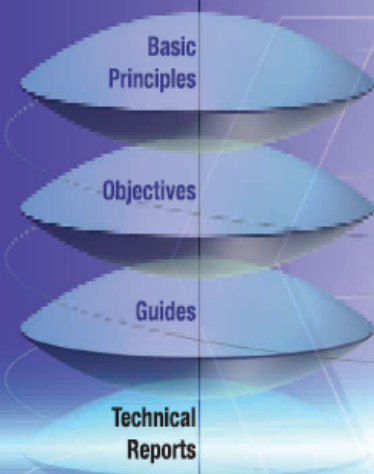 Basic
Principles
Objectives
Guides
Technical
Reports